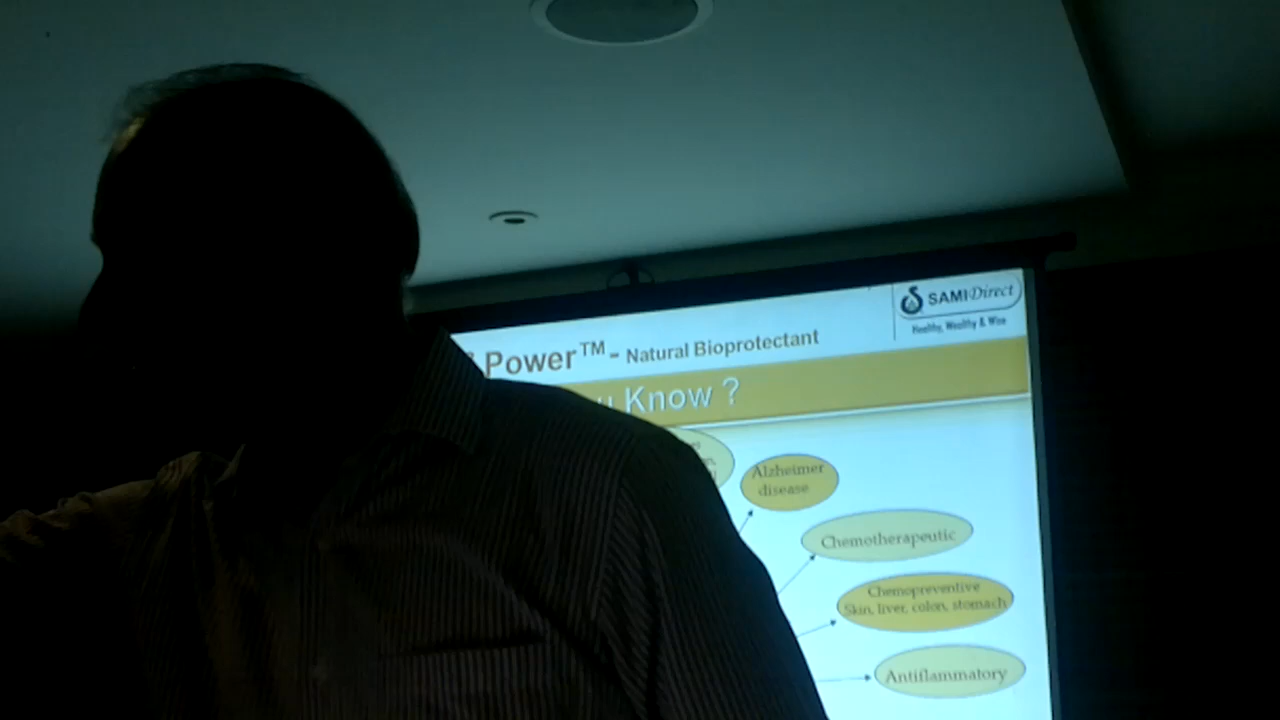 SAMI Direct
Healthy, Wealthy & Wise
Power™- Natural Bioprotectant
u Know ?
Alzheimer
disease
Chemotherapeutic
Chemopreventive
Skin, liver, colon, stomach
Antiflammatory